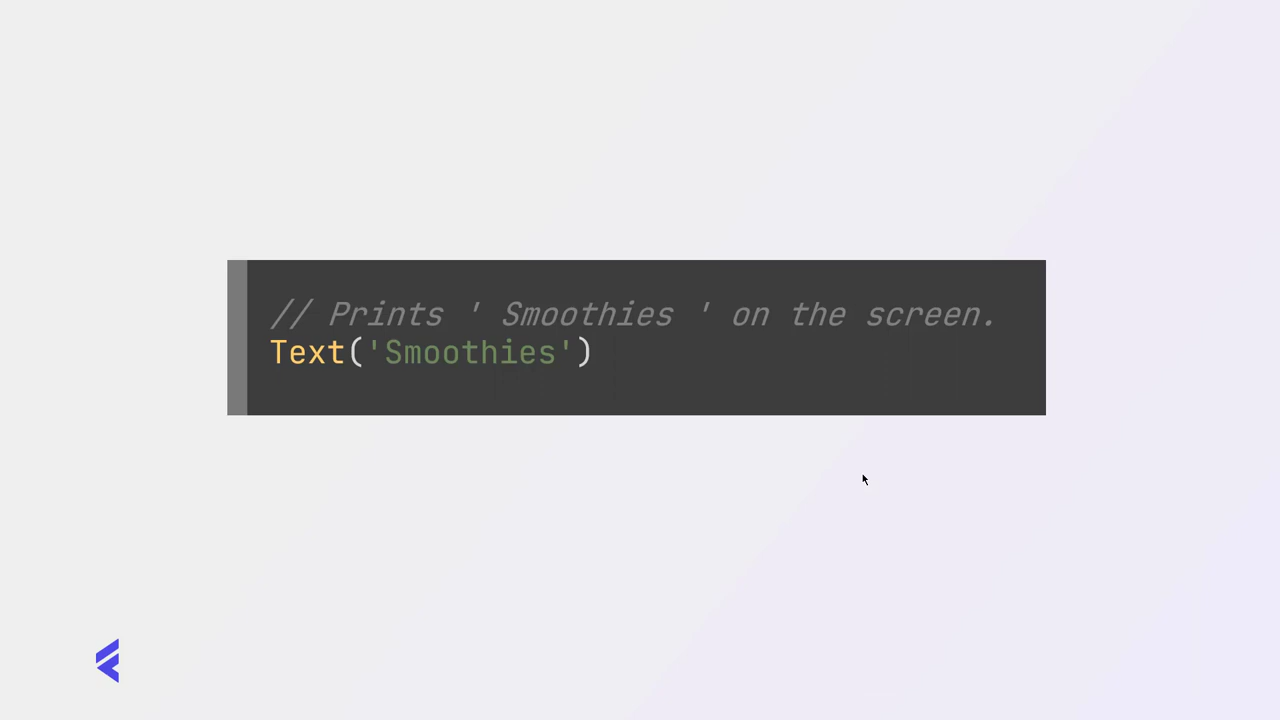 // Prints ' Smoothies ' on the screen.
Text('Smoothies')